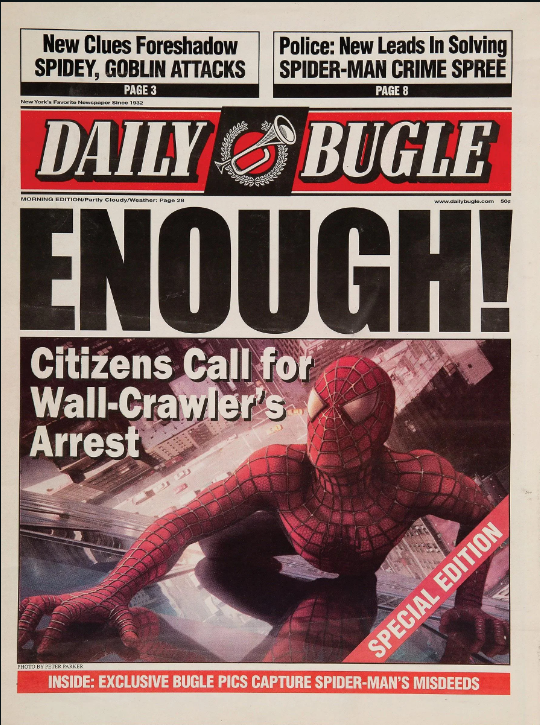 New Clues Foreshadow
SPIDEY, GOBLIN ATTACKS
PAGE 3
Police: New Leads In Solving
SPIDER-MAN CRIME SPREE
PAGE 8
New York's Favorite Newspaper Since 1932
DAILY BUGLE
MORNING EDITION/Partly Cloudy/Weather: Page 28
www.dailybugle.com 50¢
ENOUGH!
Citizens Call for
Wall-Crawler's
Arrest
SPECIAL EDITION
PHOTO BY PETER PARKER
INSIDE: EXCLUSIVE BUGLE PICS CAPTURE SPIDER-MAN'S MISDEEDS